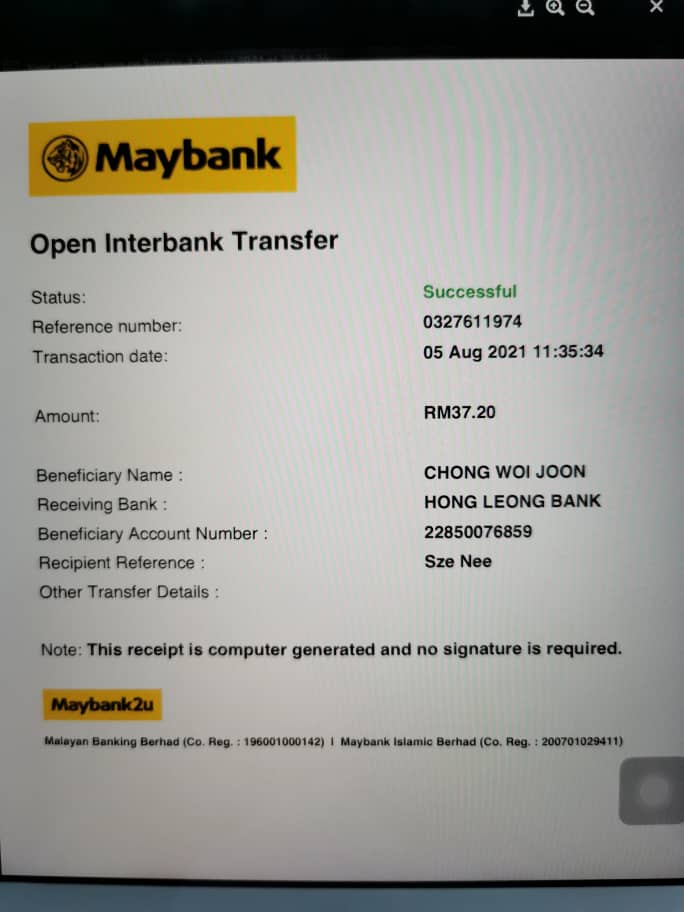 Maybank
Open Interbank Transfer
Status: Successful
Reference number: 0327611974
Transaction date: 05 Aug 2021 11:35:34
Amount: RM37.20
Beneficiary Name : CHONG WOI JOON
Receiving Bank : HONG LEONG BANK
Beneficiary Account Number : 22850076859
Recipient Reference : Sze Nee
Other Transfer Details :
Note: This receipt is computer generated and no signature is required.
Maybank2u
Malayan Banking Berhad (Co. Reg. : 196001000142) I Maybank Islamic Berhad (Co. Reg. : 200701029411)